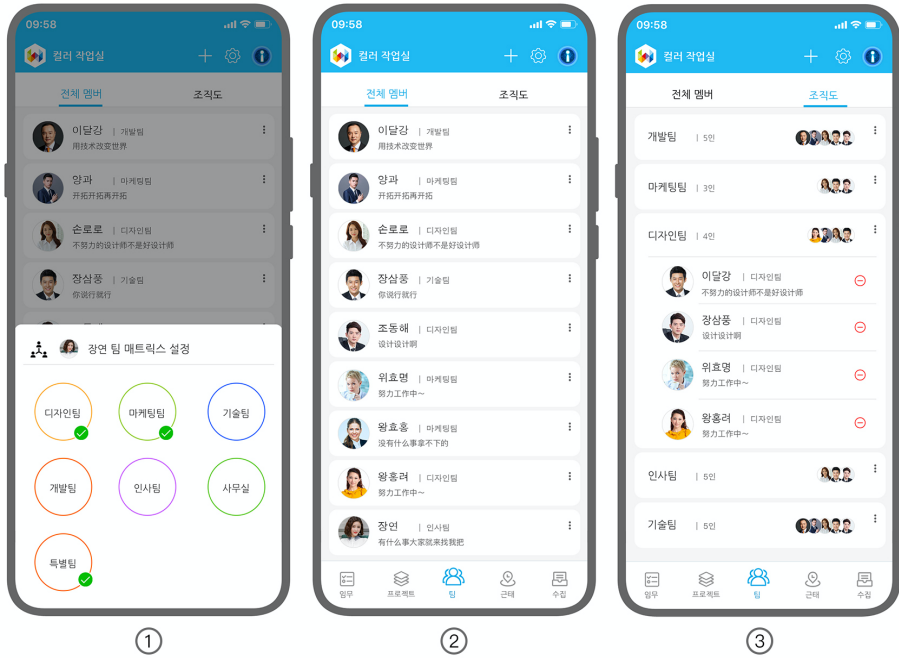 09:58
컬러 작업실
전체 멤버
조직도
이달강 | 개발팀
用技术改变世界
양과 | 마케팅팀
开拓开拓再开拓
손로로 | 디자인팀
不努力的设计师不是好设计师
장삼풍 | 기술팀
你说行就行
장연 팀 매트릭스 설정
디자인팀
마케팅팀
기술팀
개발팀
인사팀
사무실
특별팀
①
09:58
컬러 작업실
전체 멤버
조직도
이달강 | 개발팀
用技术改变世界
양과 | 마케팅팀
开拓开拓再开拓
손로로 | 디자인팀
不努力的设计师不是好设计师
장삼풍 | 기술팀
你说行就行
조동해 | 디자인팀
设计设计啊
위효명 | 마케팅팀
努力工作中~
왕효홍 | 마케팅팀
没有什么事拿不下的
왕홍려 | 디자인팀
努力工作中~
장연 | 인사팀
有什么事大家就来找我把
임무
프로젝트
팀
근태
수집
②
09:58
컬러 작업실
전체 멤버
조직도
개발팀 | 5인
마케팅팀 | 3인
디자인팀 | 4인
이달강 | 디자인팀
不努力的设计师不是好设计师
장삼풍 | 디자인팀
设计设计啊
위효명 | 디자인팀
努力工作中~
왕홍려 | 디자인팀
努力工作中~
인사팀 | 5인
기술팀 | 5인
임무
프로젝트
팀
근태
수집
③